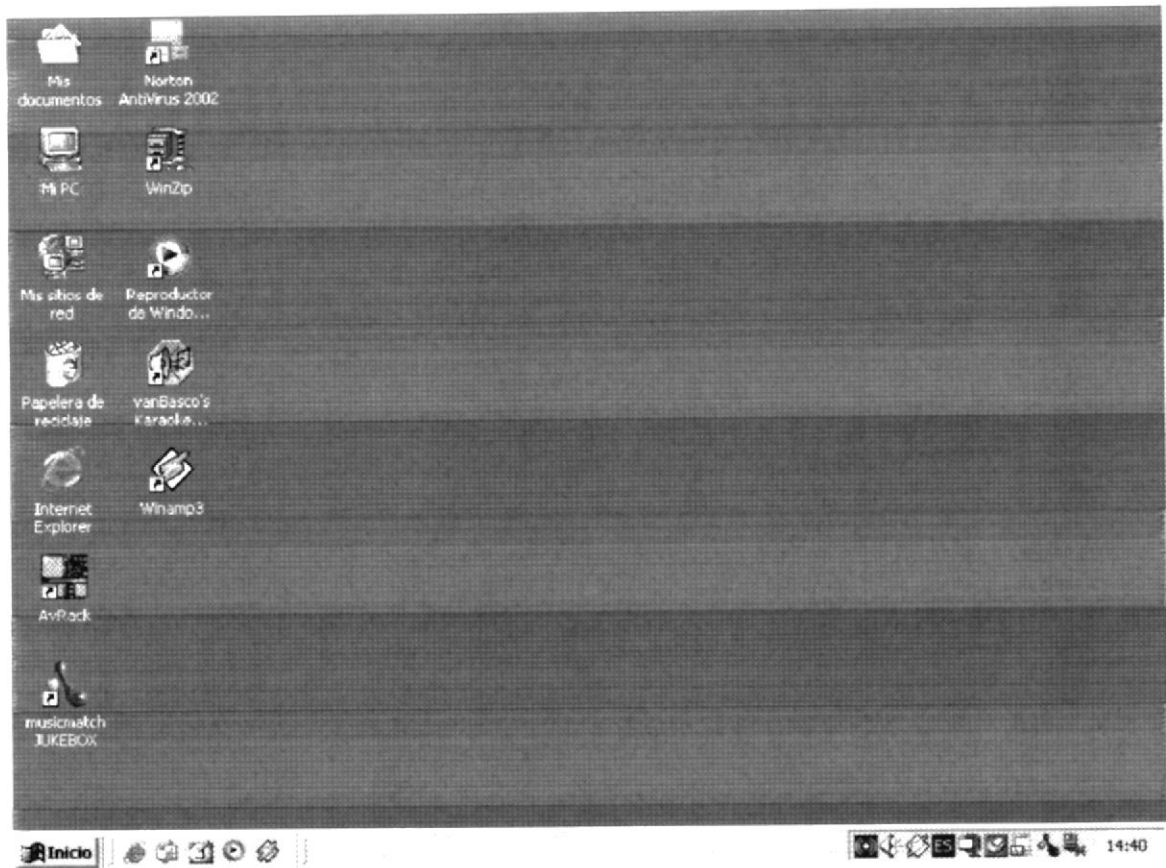 Mis
documentos
Norton
AntiVirus 2002
Mi PC
WinZip
Mis sitios de
red
Reproductor
de Windo...
Papelera de
reciclaje
vanBasco's
Karaoke...
Internet
Explorer
Winamp3
AvRack
musicmatch
JUKEBOX
Inicio
ES
14:40